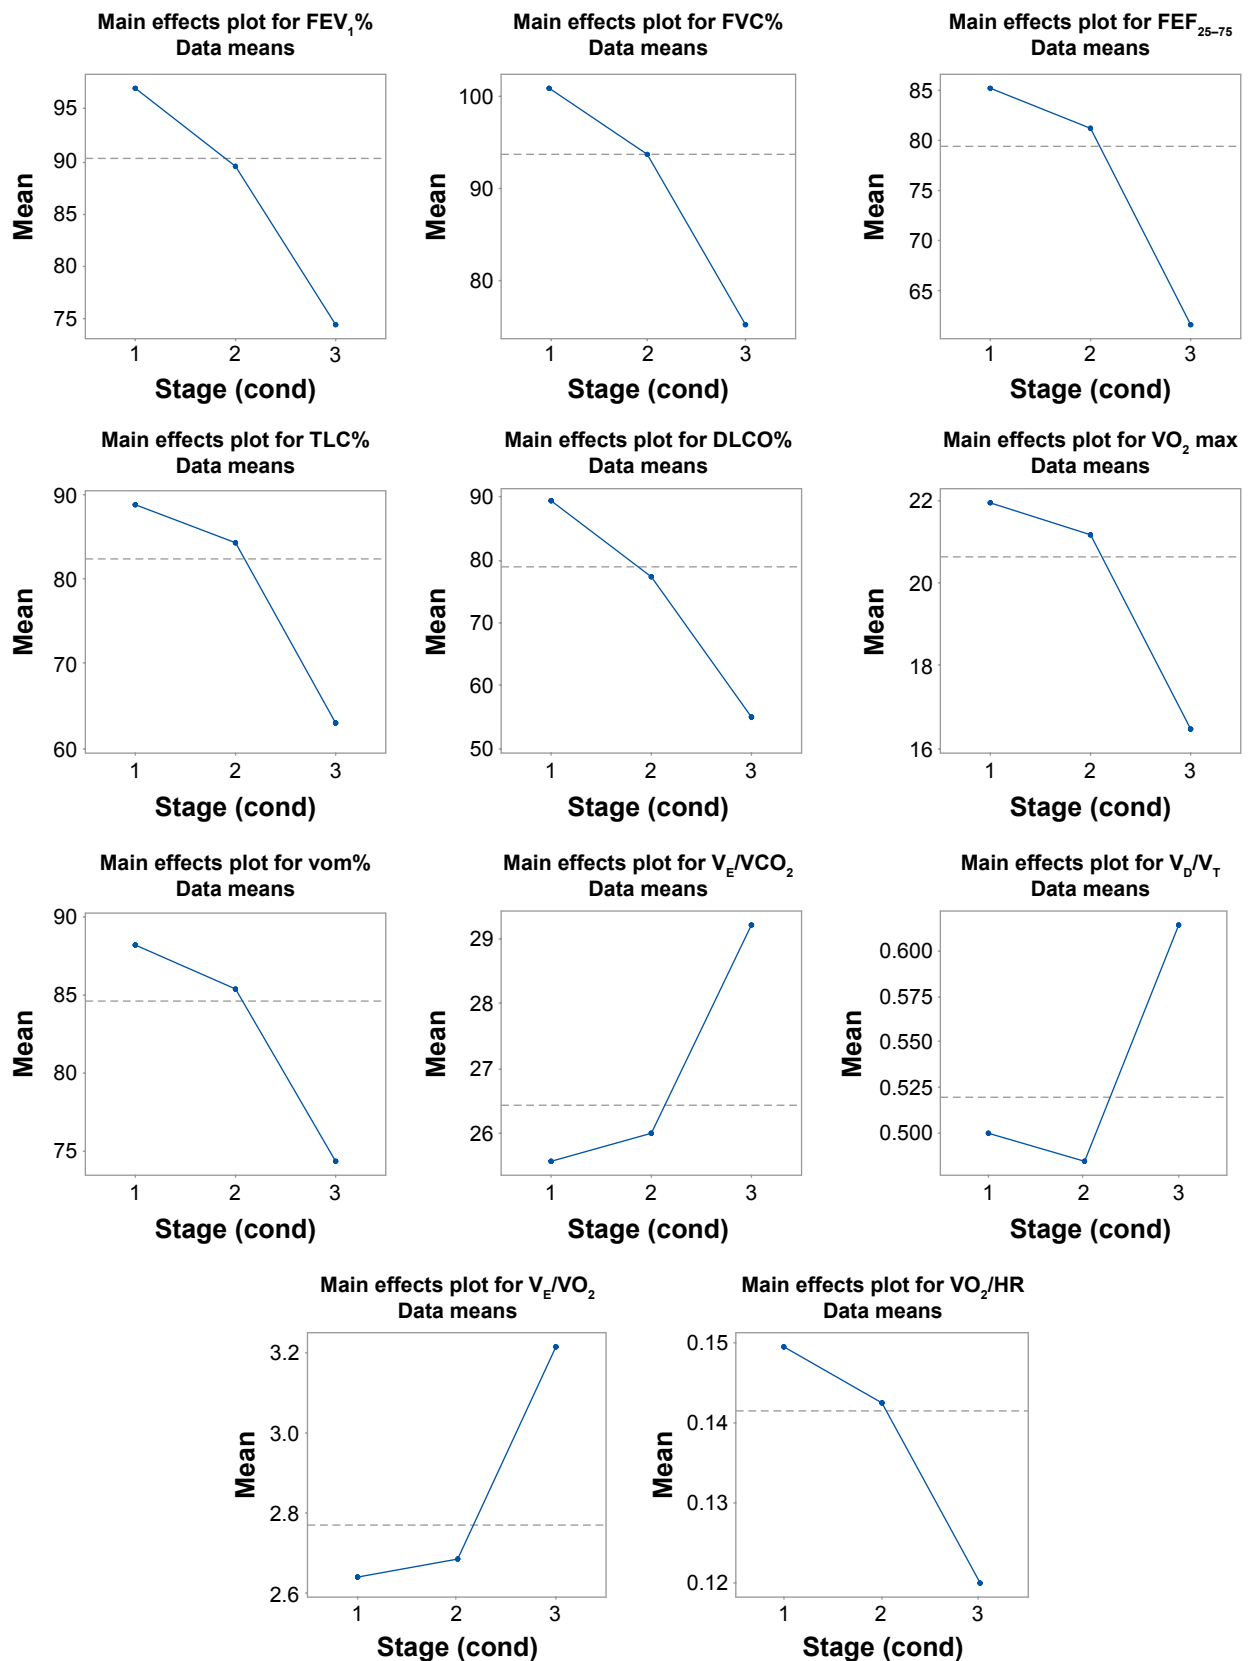 Main effects plot for FEV₁%
Data means
Mean
95
90
85
80
75
1 2 3
Stage (cond)
Main effects plot for FVC%
Data means
Mean
100
90
80
1 2 3
Stage (cond)
Main effects plot for FEF₂₅₋₇₅
Data means
Mean
85
80
75
70
65
1 2 3
Stage (cond)
Main effects plot for TLC%
Data means
Mean
90
80
70
60
1 2 3
Stage (cond)
Main effects plot for DLCO%
Data means
Mean
90
80
70
60
50
1 2 3
Stage (cond)
Main effects plot for VO₂ max
Data means
Mean
22
20
18
16
1 2 3
Stage (cond)
Main effects plot for vom%
Data means
Mean
90
85
80
75
1 2 3
Stage (cond)
Main effects plot for V_E/VCO₂
Data means
Mean
29
28
27
26
1 2 3
Stage (cond)
Main effects plot for V_D/V_T
Data means
Mean
0.600
0.575
0.550
0.525
0.500
1 2 3
Stage (cond)
Main effects plot for V_E/VO₂
Data means
Mean
3.2
3.0
2.8
2.6
1 2 3
Stage (cond)
Main effects plot for VO₂/HR
Data means
Mean
0.15
0.14
0.13
0.12
1 2 3
Stage (cond)